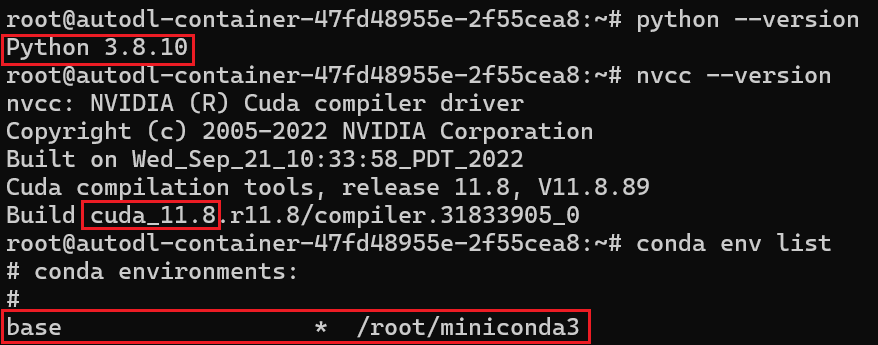 root@autodl-container-47fd48955e-2f55cea8:~# python --version
Python 3.8.10
root@autodl-container-47fd48955e-2f55cea8:~# nvcc --version
nvcc: NVIDIA (R) Cuda compiler driver
Copyright (c) 2005-2022 NVIDIA Corporation
Built on Wed_Sep_21_10:33:58_PDT_2022
Cuda compilation tools, release 11.8, V11.8.89
Build cuda_11.8.r11.8/compiler.31833905_0
root@autodl-container-47fd48955e-2f55cea8:~# conda env list
# conda environments:
#
base                  *  /root/miniconda3